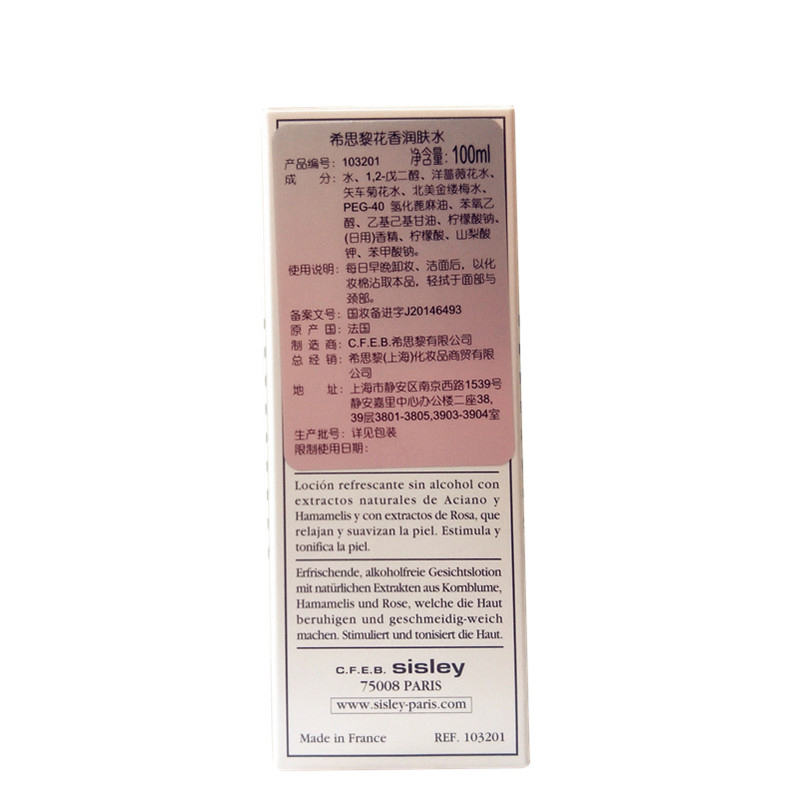 希思黎花香润肤水
产品编号: 103201 净含量: 100ml
成 分: 水、1,2-戊二醇、洋蔷薇花水、
矢车菊花水、北美金缕梅水、
PEG-40 氢化蓖麻油、苯氧乙
醇、乙基己基甘油、柠檬酸钠、
(日用)香精、柠檬酸、山梨酸
钾、苯甲酸钠。
使用说明: 每日早晚卸妆、洁面后，以化
妆棉沾取本品，轻拭于面部与
颈部。
备案文号: 国妆备进字J20146493
原 产 国: 法国
制 造 商: C.F.E.B.希思黎有限公司
总 经 销: 希思黎(上海)化妆品商贸有限
公司
地 址: 上海市静安区南京西路1539号
静安嘉里中心办公楼二座38,
39层3801-3805,3903-3904室
生产批号: 详见包装
限制使用日期:
Loción refrescante sin alcohol con
extractos naturales de Aciano y
Hamamelis y con extractos de Rosa, que
relajan y suavizan la piel. Estimula y
tonifica la piel.
Erfrischende, alkoholfreie Gesichtslotion
mit natürlichen Extrakten aus Kornblume,
Hamamelis und Rose, welche die Haut
beruhigen und geschmeidig-weich
machen. Stimuliert und tonisiert die Haut.
C.F.E.B. sisley
75008 PARIS
www.sisley-paris.com
Made in France REF. 103201